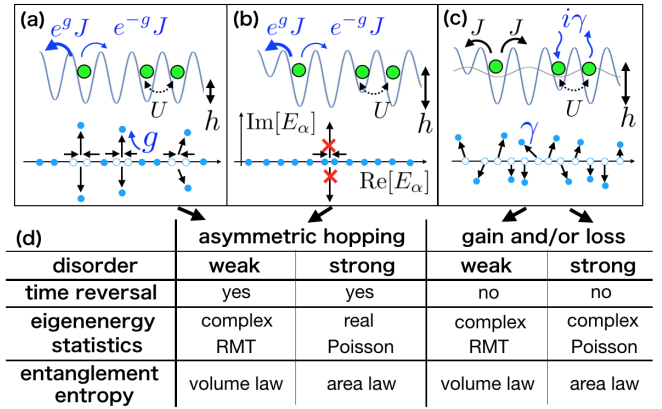 (a)
e^g J
e^{-g} J
U
h
g
(b)
e^g J
e^{-g} J
U
h
Im[E_α]
Re[E_α]
(c)
J
J
iγ
U
h
γ
(d)
asymmetric hopping gain and/or loss
disorder weak strong weak strong
time reversal yes yes no no
eigenenergy complex real complex complex
statistics RMT Poisson RMT Poisson
entanglement
entropy volume law area law volume law area law